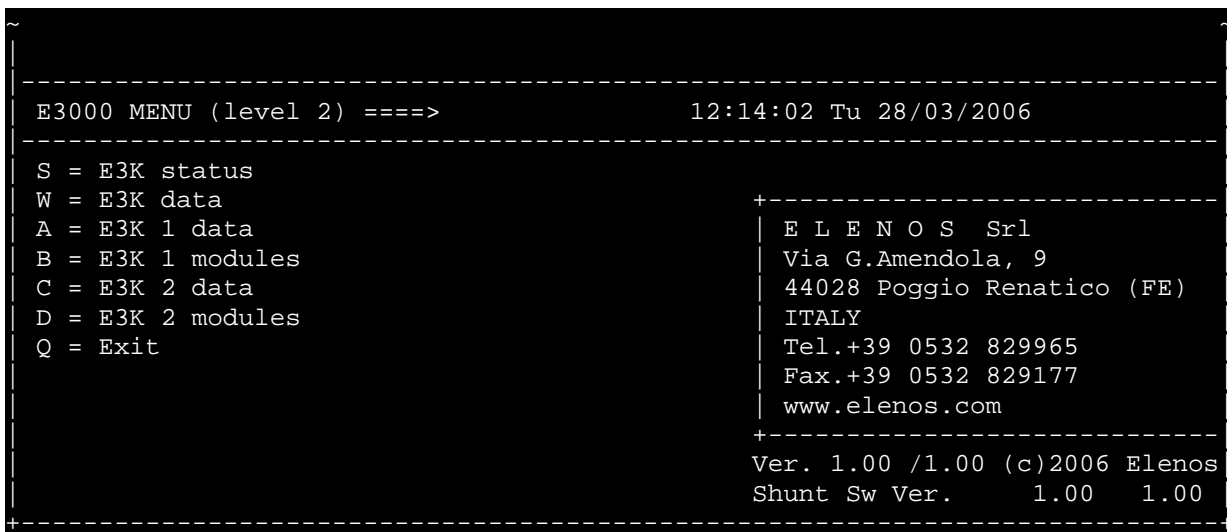 E3000 MENU (level 2) ====> 12:14:02 Tu 28/03/2006
S = E3K status
W = E3K data
A = E3K 1 data
B = E3K 1 modules
C = E3K 2 data
D = E3K 2 modules
Q = Exit
E L E N O S Srl
Via G.Amendola, 9
44028 Poggio Renatico (FE)
ITALY
Tel.+39 0532 829965
Fax.+39 0532 829177
www.elenos.com
Ver. 1.00 /1.00 (c)2006 Elenos
Shunt Sw Ver. 1.00 1.00